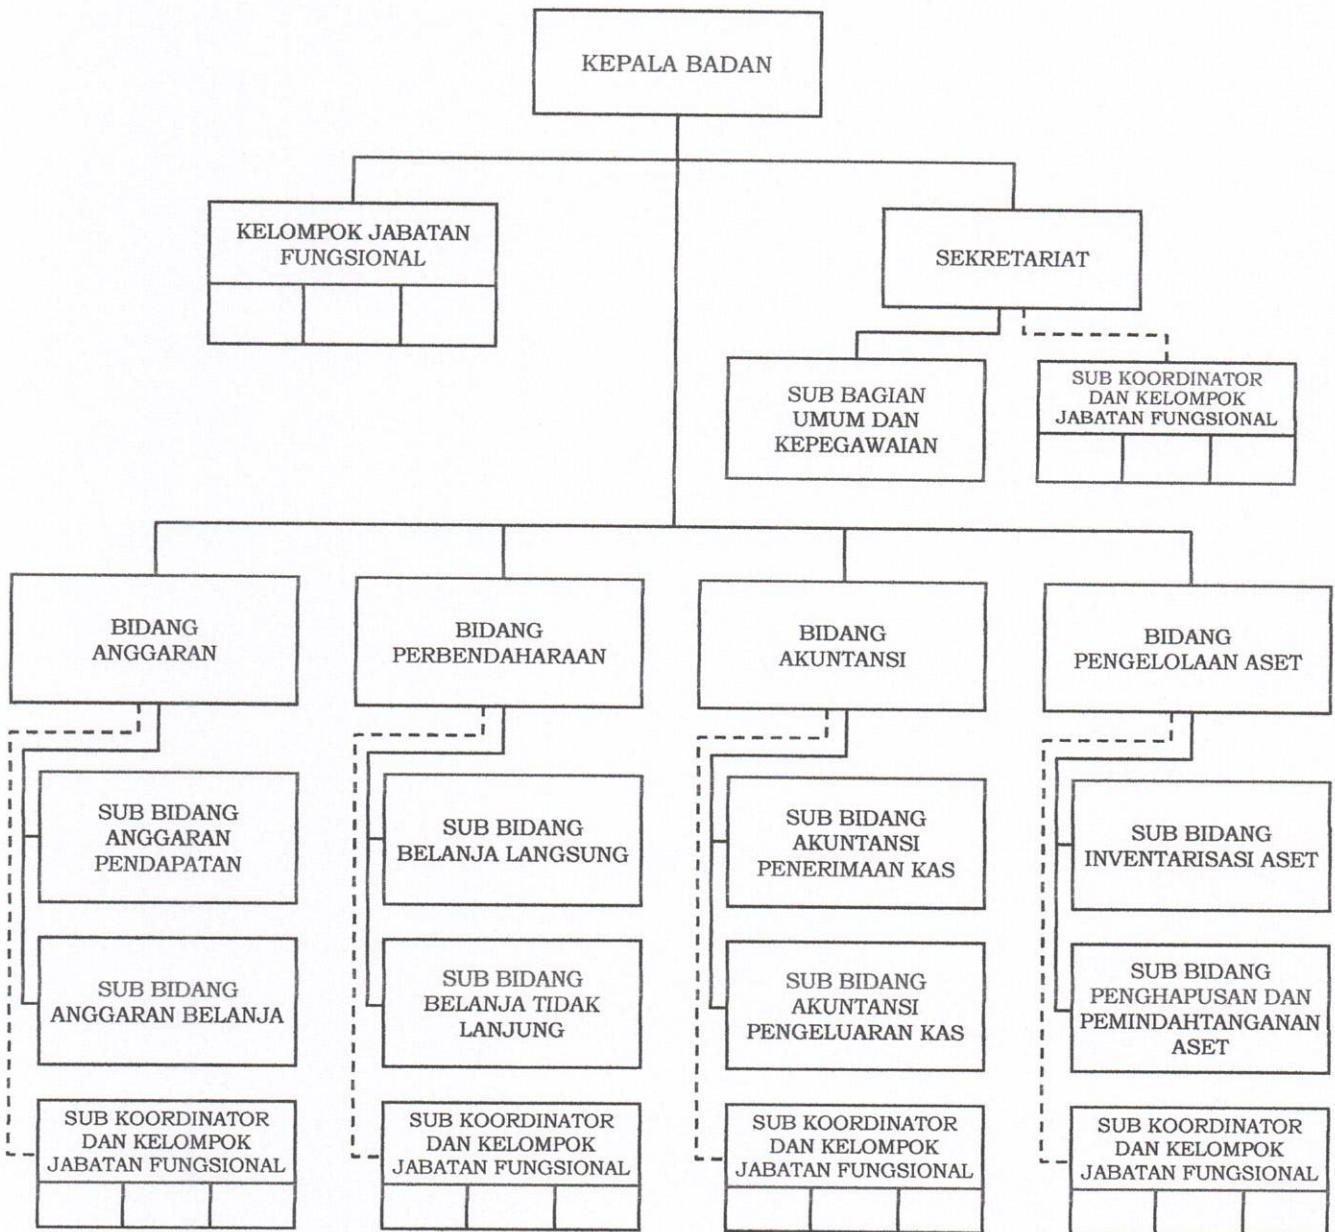 KEPALA BADAN
KELOMPOK JABATAN
FUNGSIONAL
SEKRETARIAT
SUB BAGIAN
UMUM DAN
KEPEGAWAIAN
SUB KOORDINATOR
DAN KELOMPOK
JABATAN FUNGSIONAL
BIDANG
ANGGARAN
BIDANG
PERBENDAHARAAN
BIDANG
AKUNTANSI
BIDANG
PENGELOLAAN ASET
SUB BIDANG
ANGGARAN
PENDAPATAN
SUB BIDANG
BELANJA LANGSUNG
SUB BIDANG
AKUNTANSI
PENERIMAAN KAS
SUB BIDANG
INVENTARISASI ASET
SUB BIDANG
ANGGARAN BELANJA
SUB BIDANG
BELANJA TIDAK
LANJUNG
SUB BIDANG
AKUNTANSI
PENGELUARAN KAS
SUB BIDANG
PENGHAPUSAN DAN
PEMINDAHTANGANAN
ASET
SUB KOORDINATOR
DAN KELOMPOK
JABATAN FUNGSIONAL
SUB KOORDINATOR
DAN KELOMPOK
JABATAN FUNGSIONAL
SUB KOORDINATOR
DAN KELOMPOK
JABATAN FUNGSIONAL
SUB KOORDINATOR
DAN KELOMPOK
JABATAN FUNGSIONAL